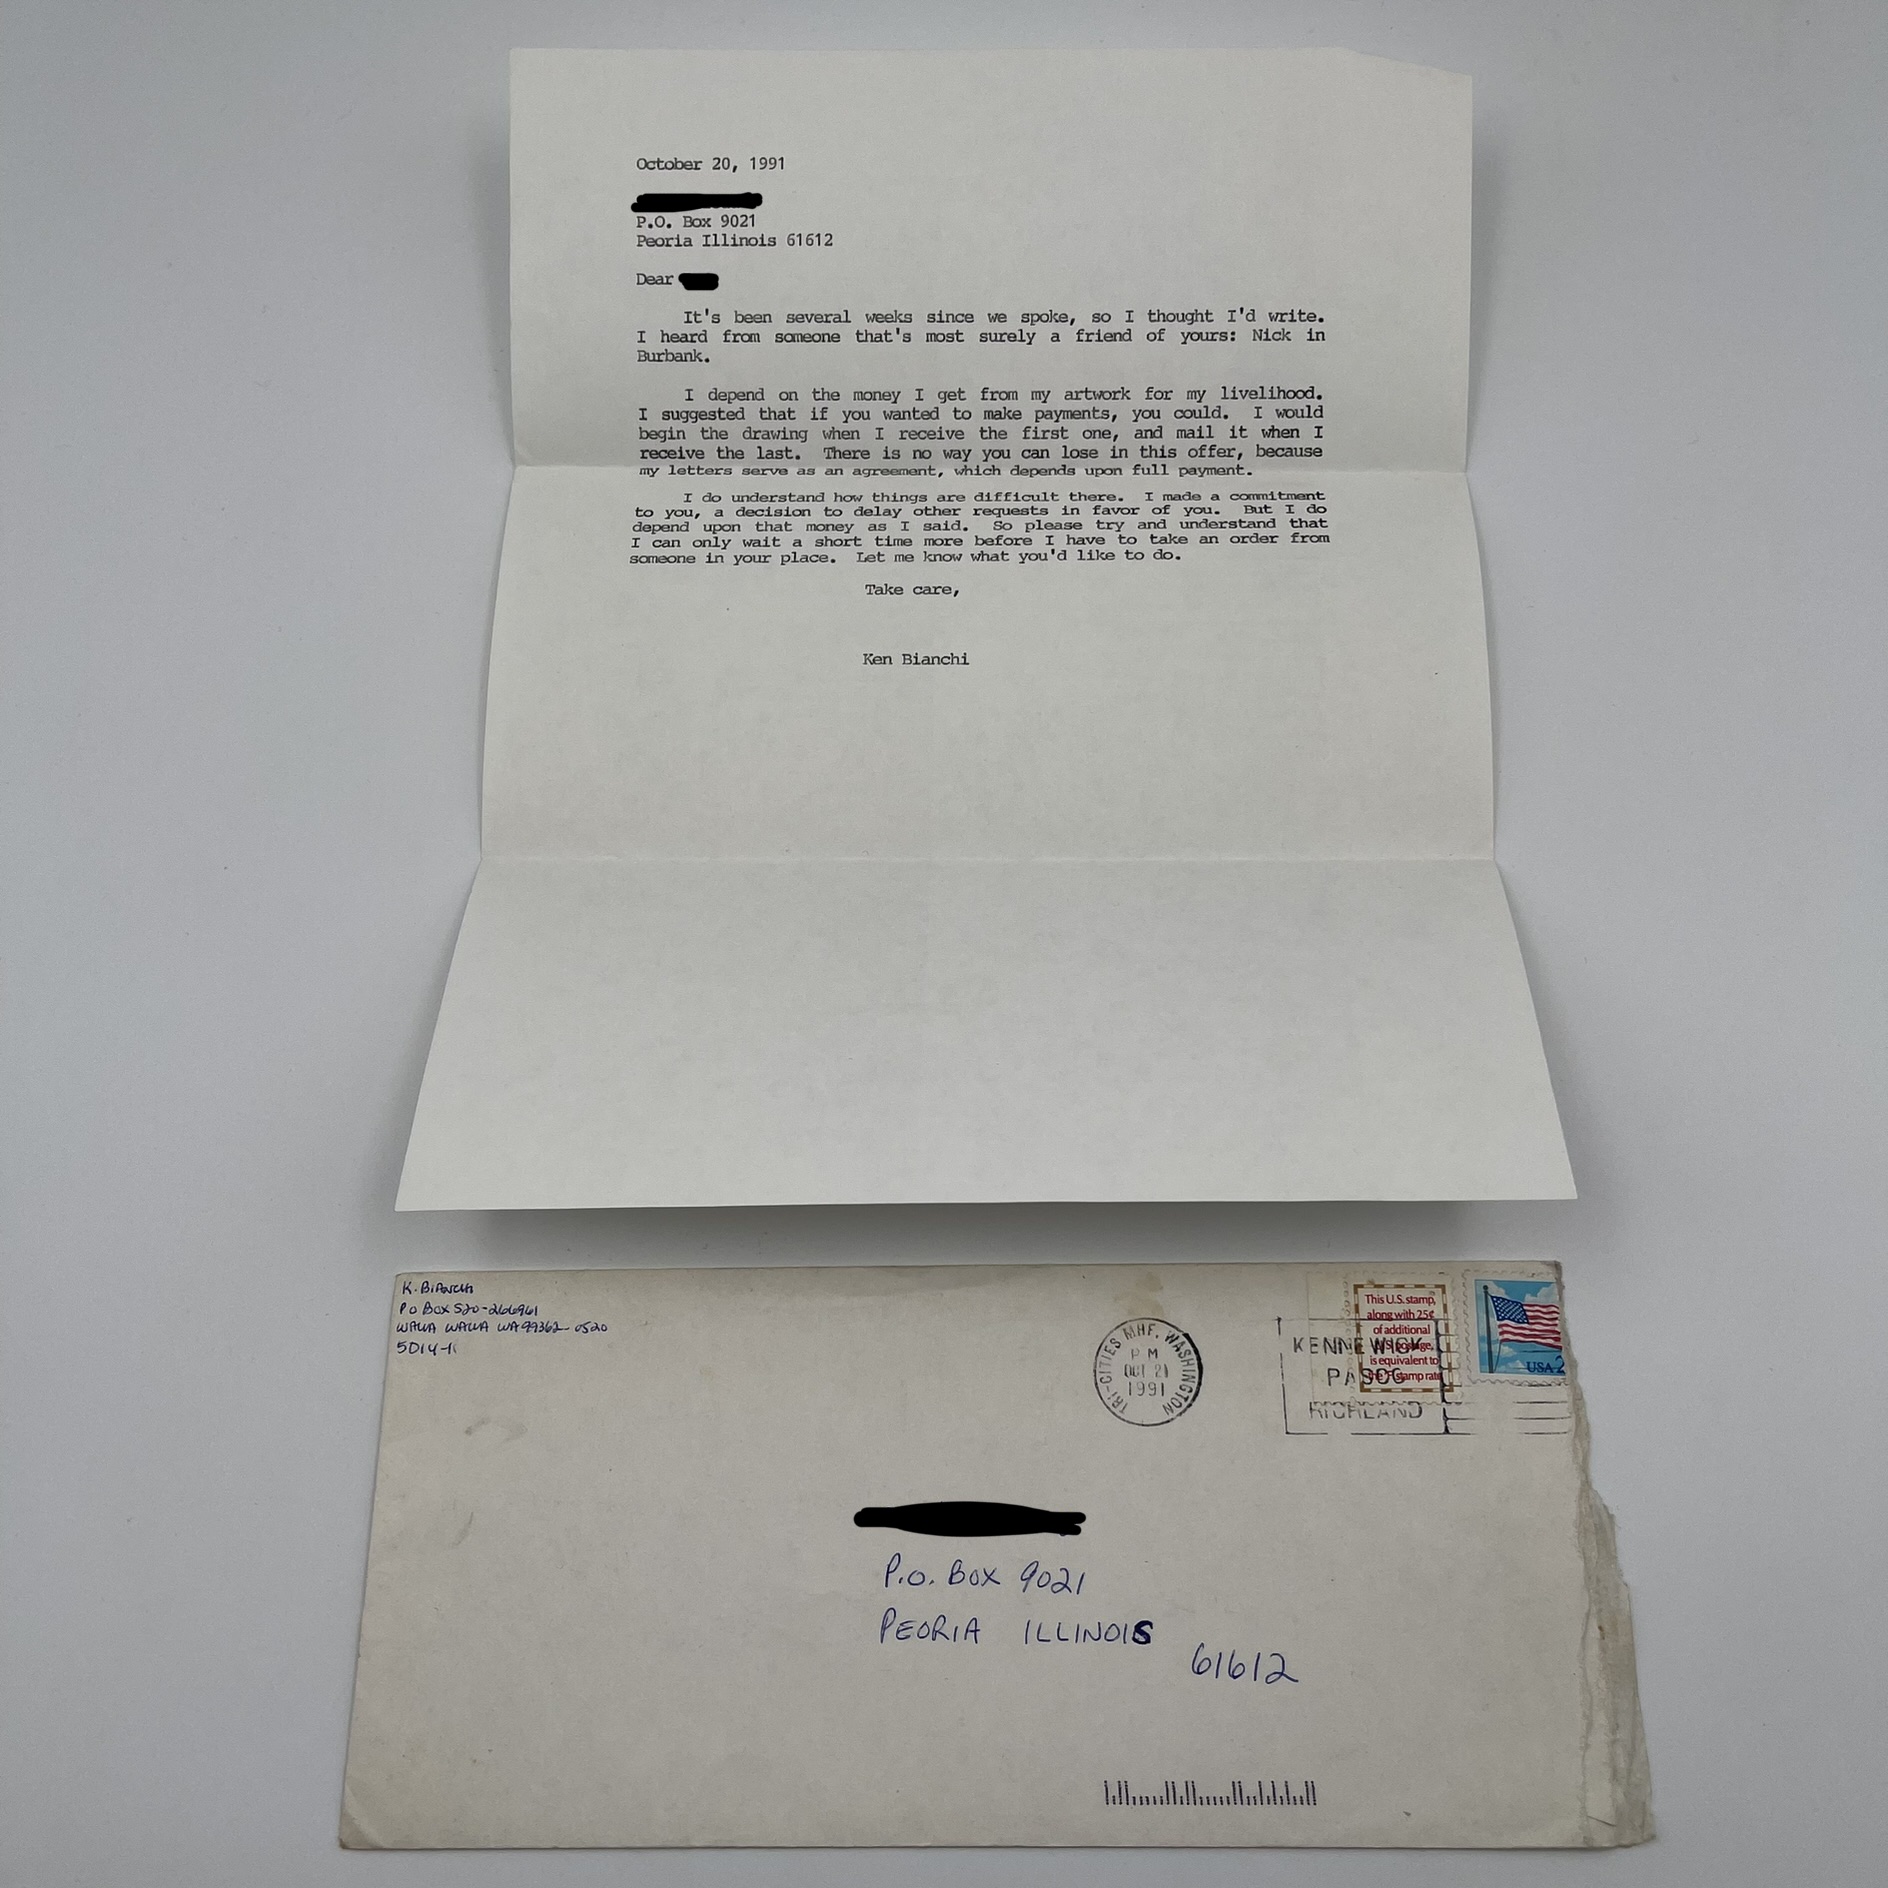 October 20, 1991
P.O. Box 9021
Peoria Illinois 61612
Dear
It's been several weeks since we spoke, so I thought I'd write.
I heard from someone that's most surely a friend of yours: Nick in
Burbank.
I depend on the money I get from my artwork for my livelihood.
I suggested that if you wanted to make payments, you could. I would
begin the drawing when I receive the first one, and mail it when I
receive the last. There is no way you can lose in this offer, because
my letters serve as an agreement, which depends upon full payment.
I do understand how things are difficult there. I made a commitment
to you, a decision to delay other requests in favor of you. But I do
depend upon that money as I said. So please try and understand that
I can only wait a short time more before I have to take an order from
someone in your place. Let me know what you'd like to do.
Take care,
Ken Bianchi
K. Bianchi
P O Box 520-266961
WAWA WAWA WA 99362-0520
5D14-11
TRI-CITIES MHF. WASHINGTON
PM
OCT 21
1991
KENNEWICK
PASCO
RICHLAND
This U.S. stamp,
along with 25¢
of additional
U.S. postage,
is equivalent to
the 'F' stamp rate
USA 2
P.O. BOX 9021
PEORIA ILLINOIS
61612